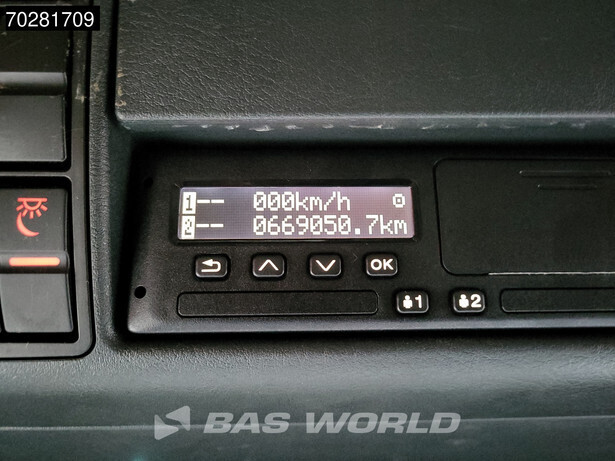 70281709
1-- 000km/h
2-- 0669050.7km
OK
1 2
BAS WORLD